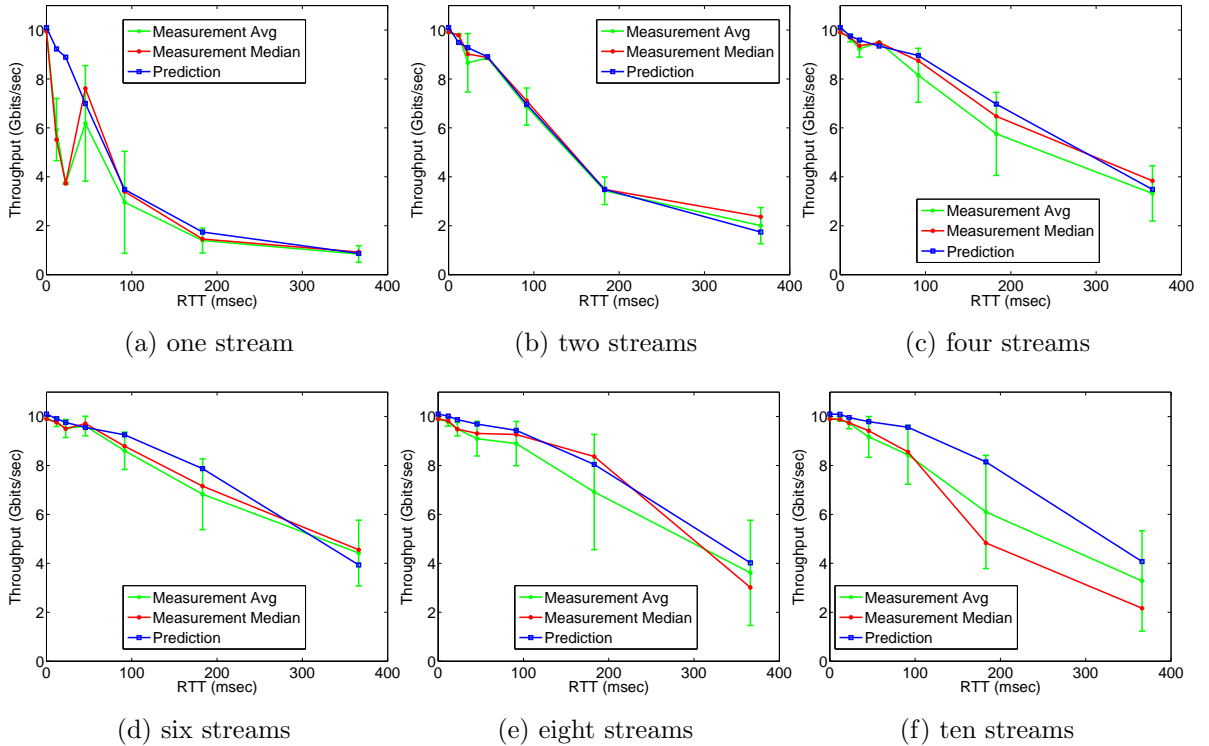 10
8
6
4
2
0
Throughput (Gbits/sec)
Measurement Avg
Measurement Median
Prediction
0 100 200 300 400
RTT (msec)
(a) one stream
10
8
6
4
2
0
Throughput (Gbits/sec)
Measurement Avg
Measurement Median
Prediction
0 100 200 300 400
RTT (msec)
(b) two streams
10
8
6
4
2
0
Throughput (Gbits/sec)
Measurement Avg
Measurement Median
Prediction
0 100 200 300 400
RTT (msec)
(c) four streams
10
8
6
4
2
0
Throughput (Gbits/sec)
Measurement Avg
Measurement Median
Prediction
0 100 200 300 400
RTT (msec)
(d) six streams
10
8
6
4
2
0
Throughput (Gbits/sec)
Measurement Avg
Measurement Median
Prediction
0 100 200 300 400
RTT (msec)
(e) eight streams
10
8
6
4
2
0
Throughput (Gbits/sec)
Measurement Avg
Measurement Median
Prediction
0 100 200 300 400
RTT (msec)
(f) ten streams